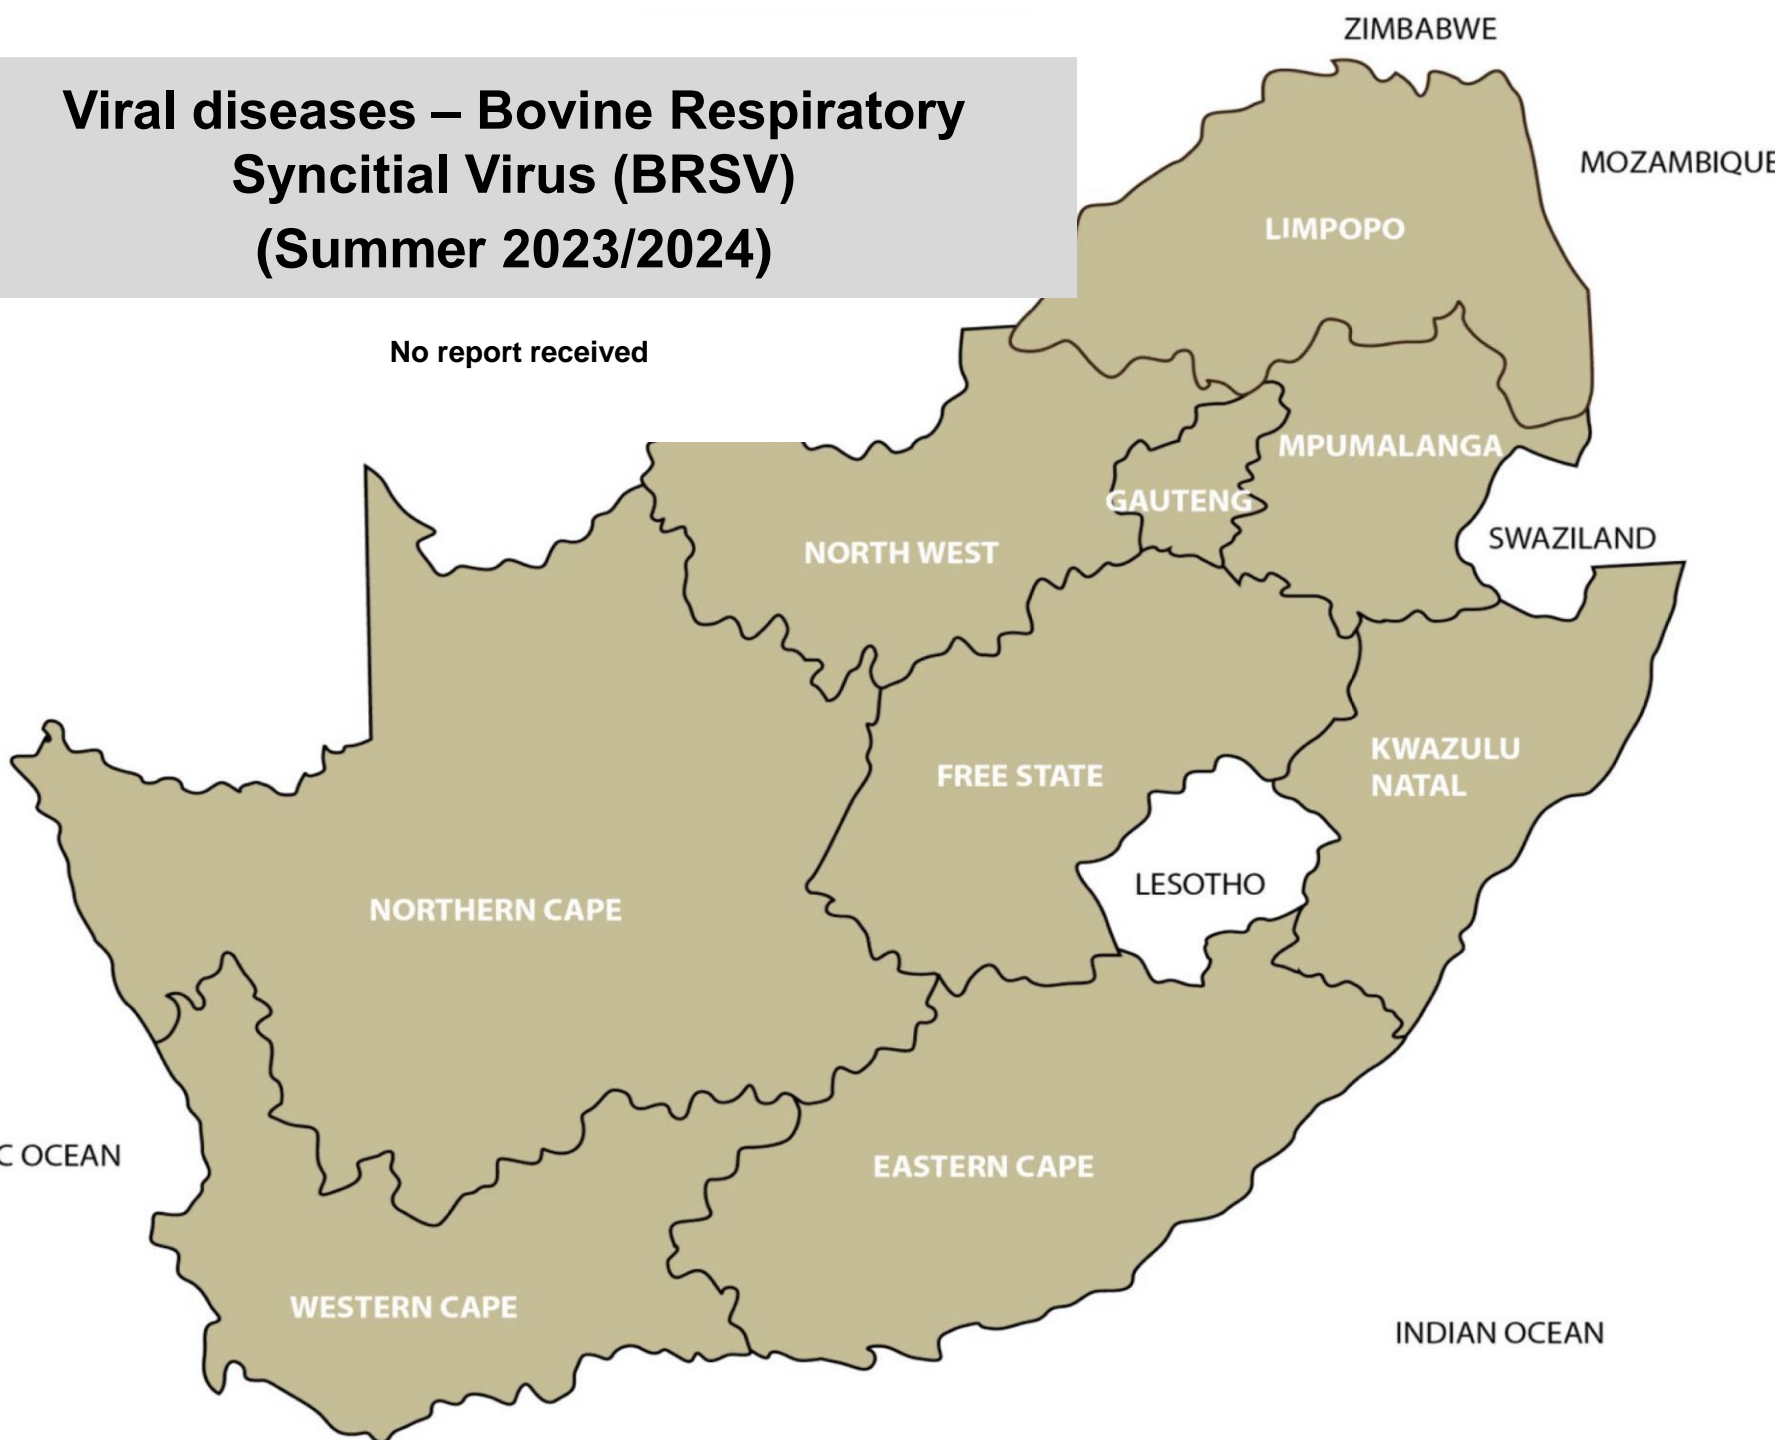 ZIMBABWE
Viral diseases – Bovine Respiratory
Syncitial Virus (BRSV)
(Summer 2023/2024)
MOZAMBIQUE
LIMPOPO
No report received
MPUMALANGA
GAUTENG
SWAZILAND
NORTH WEST
KWAZULU
NATAL
FREE STATE
LESOTHO
NORTHERN CAPE
C OCEAN
EASTERN CAPE
WESTERN CAPE
INDIAN OCEAN